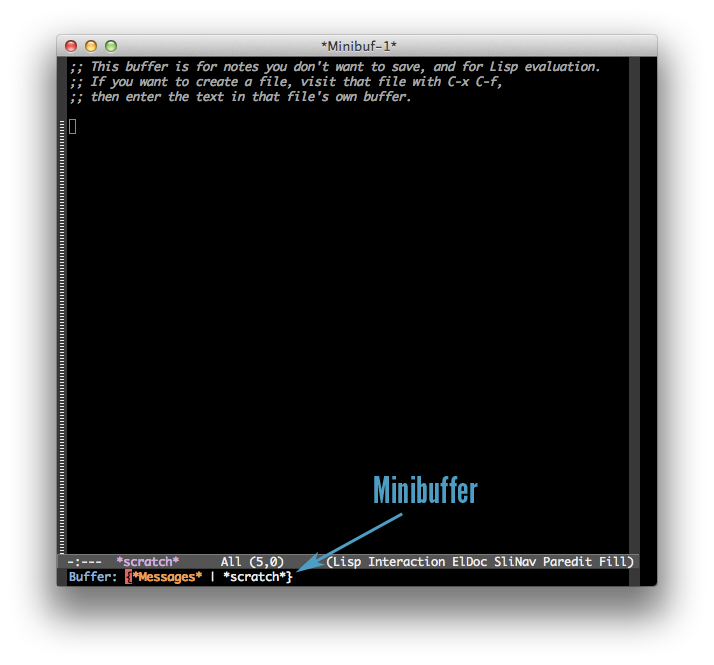 *Minibuf-1*
;; This buffer is for notes you don't want to save, and for Lisp evaluation.
;; If you want to create a file, visit that file with C-x C-f,
;; then enter the text in that file's own buffer.
Minibuffer
-:--- *scratch* All (5,0) (Lisp Interaction ElDoc SliNav Paredit Fill)
Buffer: {*Messages* | *scratch*}